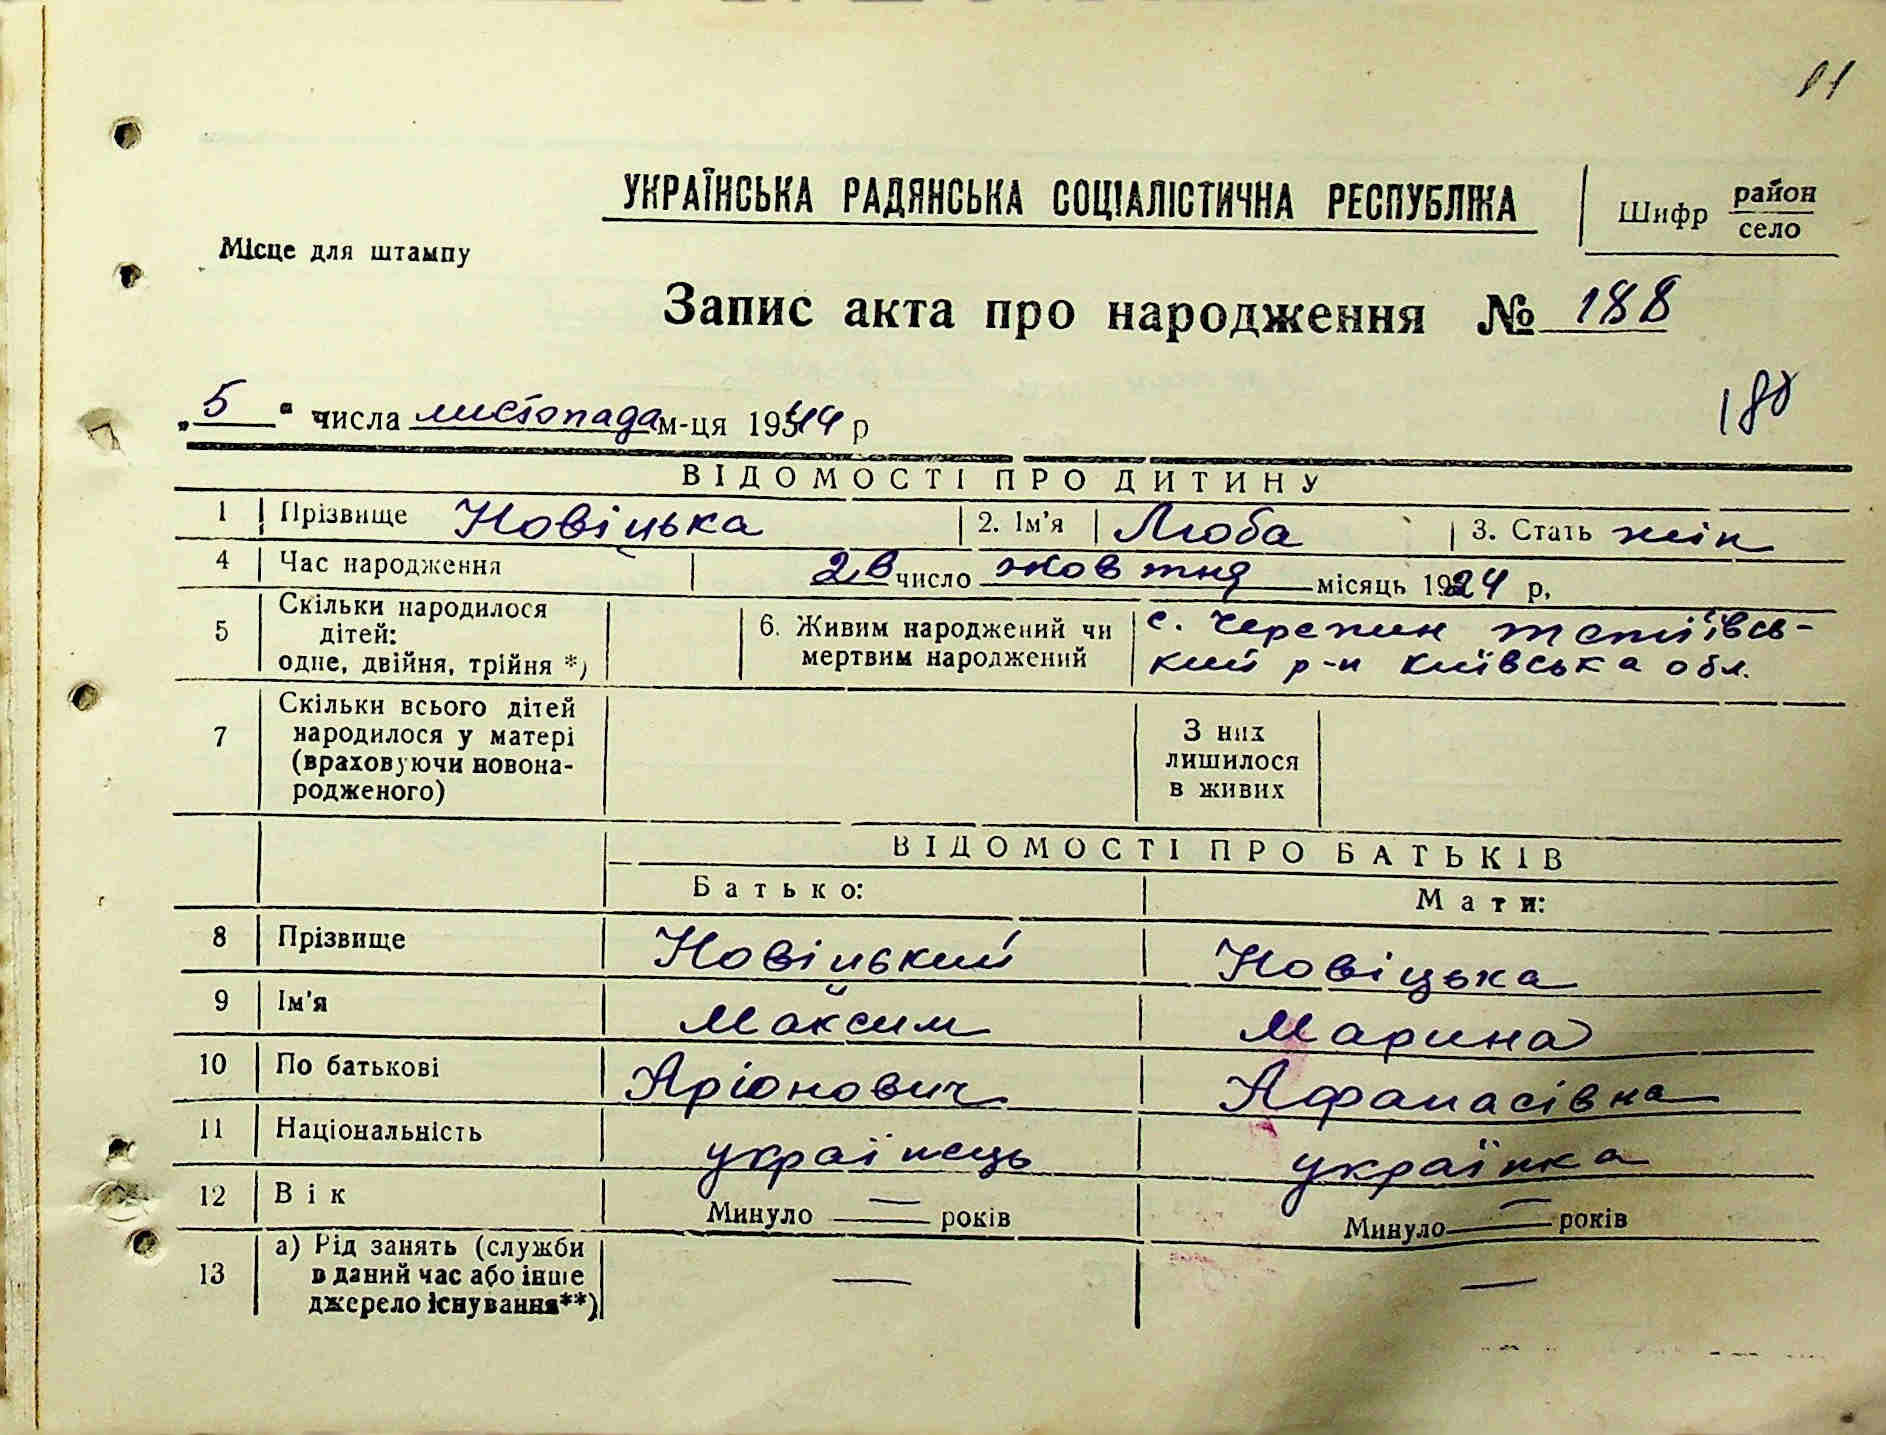 УКРАЇНСЬКА РАДЯНСЬКА СОЦІАЛІСТИЧНА РЕСПУБЛІКА
Шифр район
село
Місце для штампу
Запис акта про народження № 188
188
„5" числа листопада м-ця 1944 р
ВІДОМОСТІ ПРО ДИТИНУ
1 Прізвище Новіцька 2. Ім'я Люба 3. Стать жін
4 Час народження 28 число жовтня місяць 1924 р.
5 Скільки народилося дітей: одне, двійня, трійня *) 6. Живим народжений чи мертвим народжений с. Черепин тетіївсь-
кий р-н київська обл.
7 Скільки всього дітей народилося у матері (враховуючи новона-родженого) З них лишилося в живих
ВІДОМОСТІ ПРО БАТЬКІВ
Батько: Мати:
8 Прізвище Новіцький Новіцька
9 Ім'я Максим Марина
10 По батькові Аріонович Афанасівна
11 Національність українець українка
12 Вік Минуло — років Минуло — років
13 а) Рід занять (служби в даний час або інше джерело існування**) — —